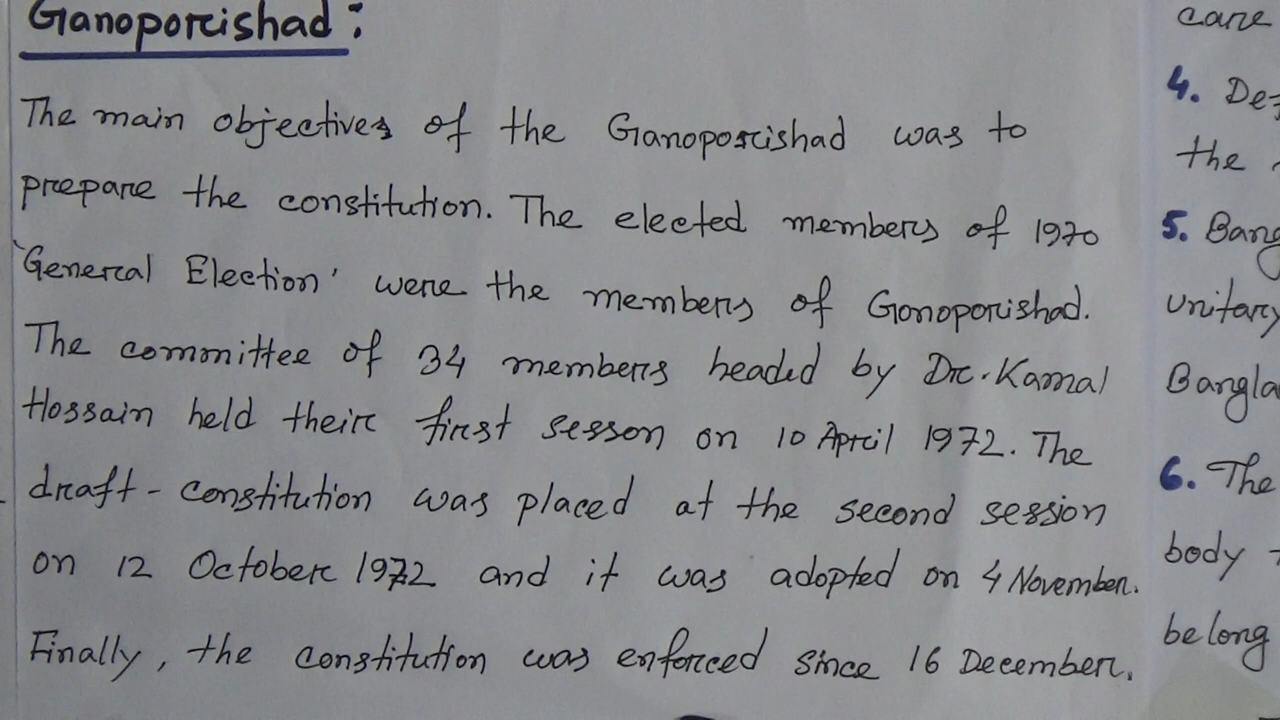 Ganoporishad:
The main objectives of the Ganoporishad was to
prepare the constitution. The elected members of 1970
'General Election' were the members of Gonoporishad.
The committee of 34 members headed by Dr. Kamal
Hossain held their first sesson on 10 April 1972. The
draft-constitution was placed at the second session
on 12 October 1972 and it was adopted on 4 November.
Finally, the constitution was enforced since 16 December.
care
4. De
the
5. Bang
unitary
Bangla
6. The
body
belong